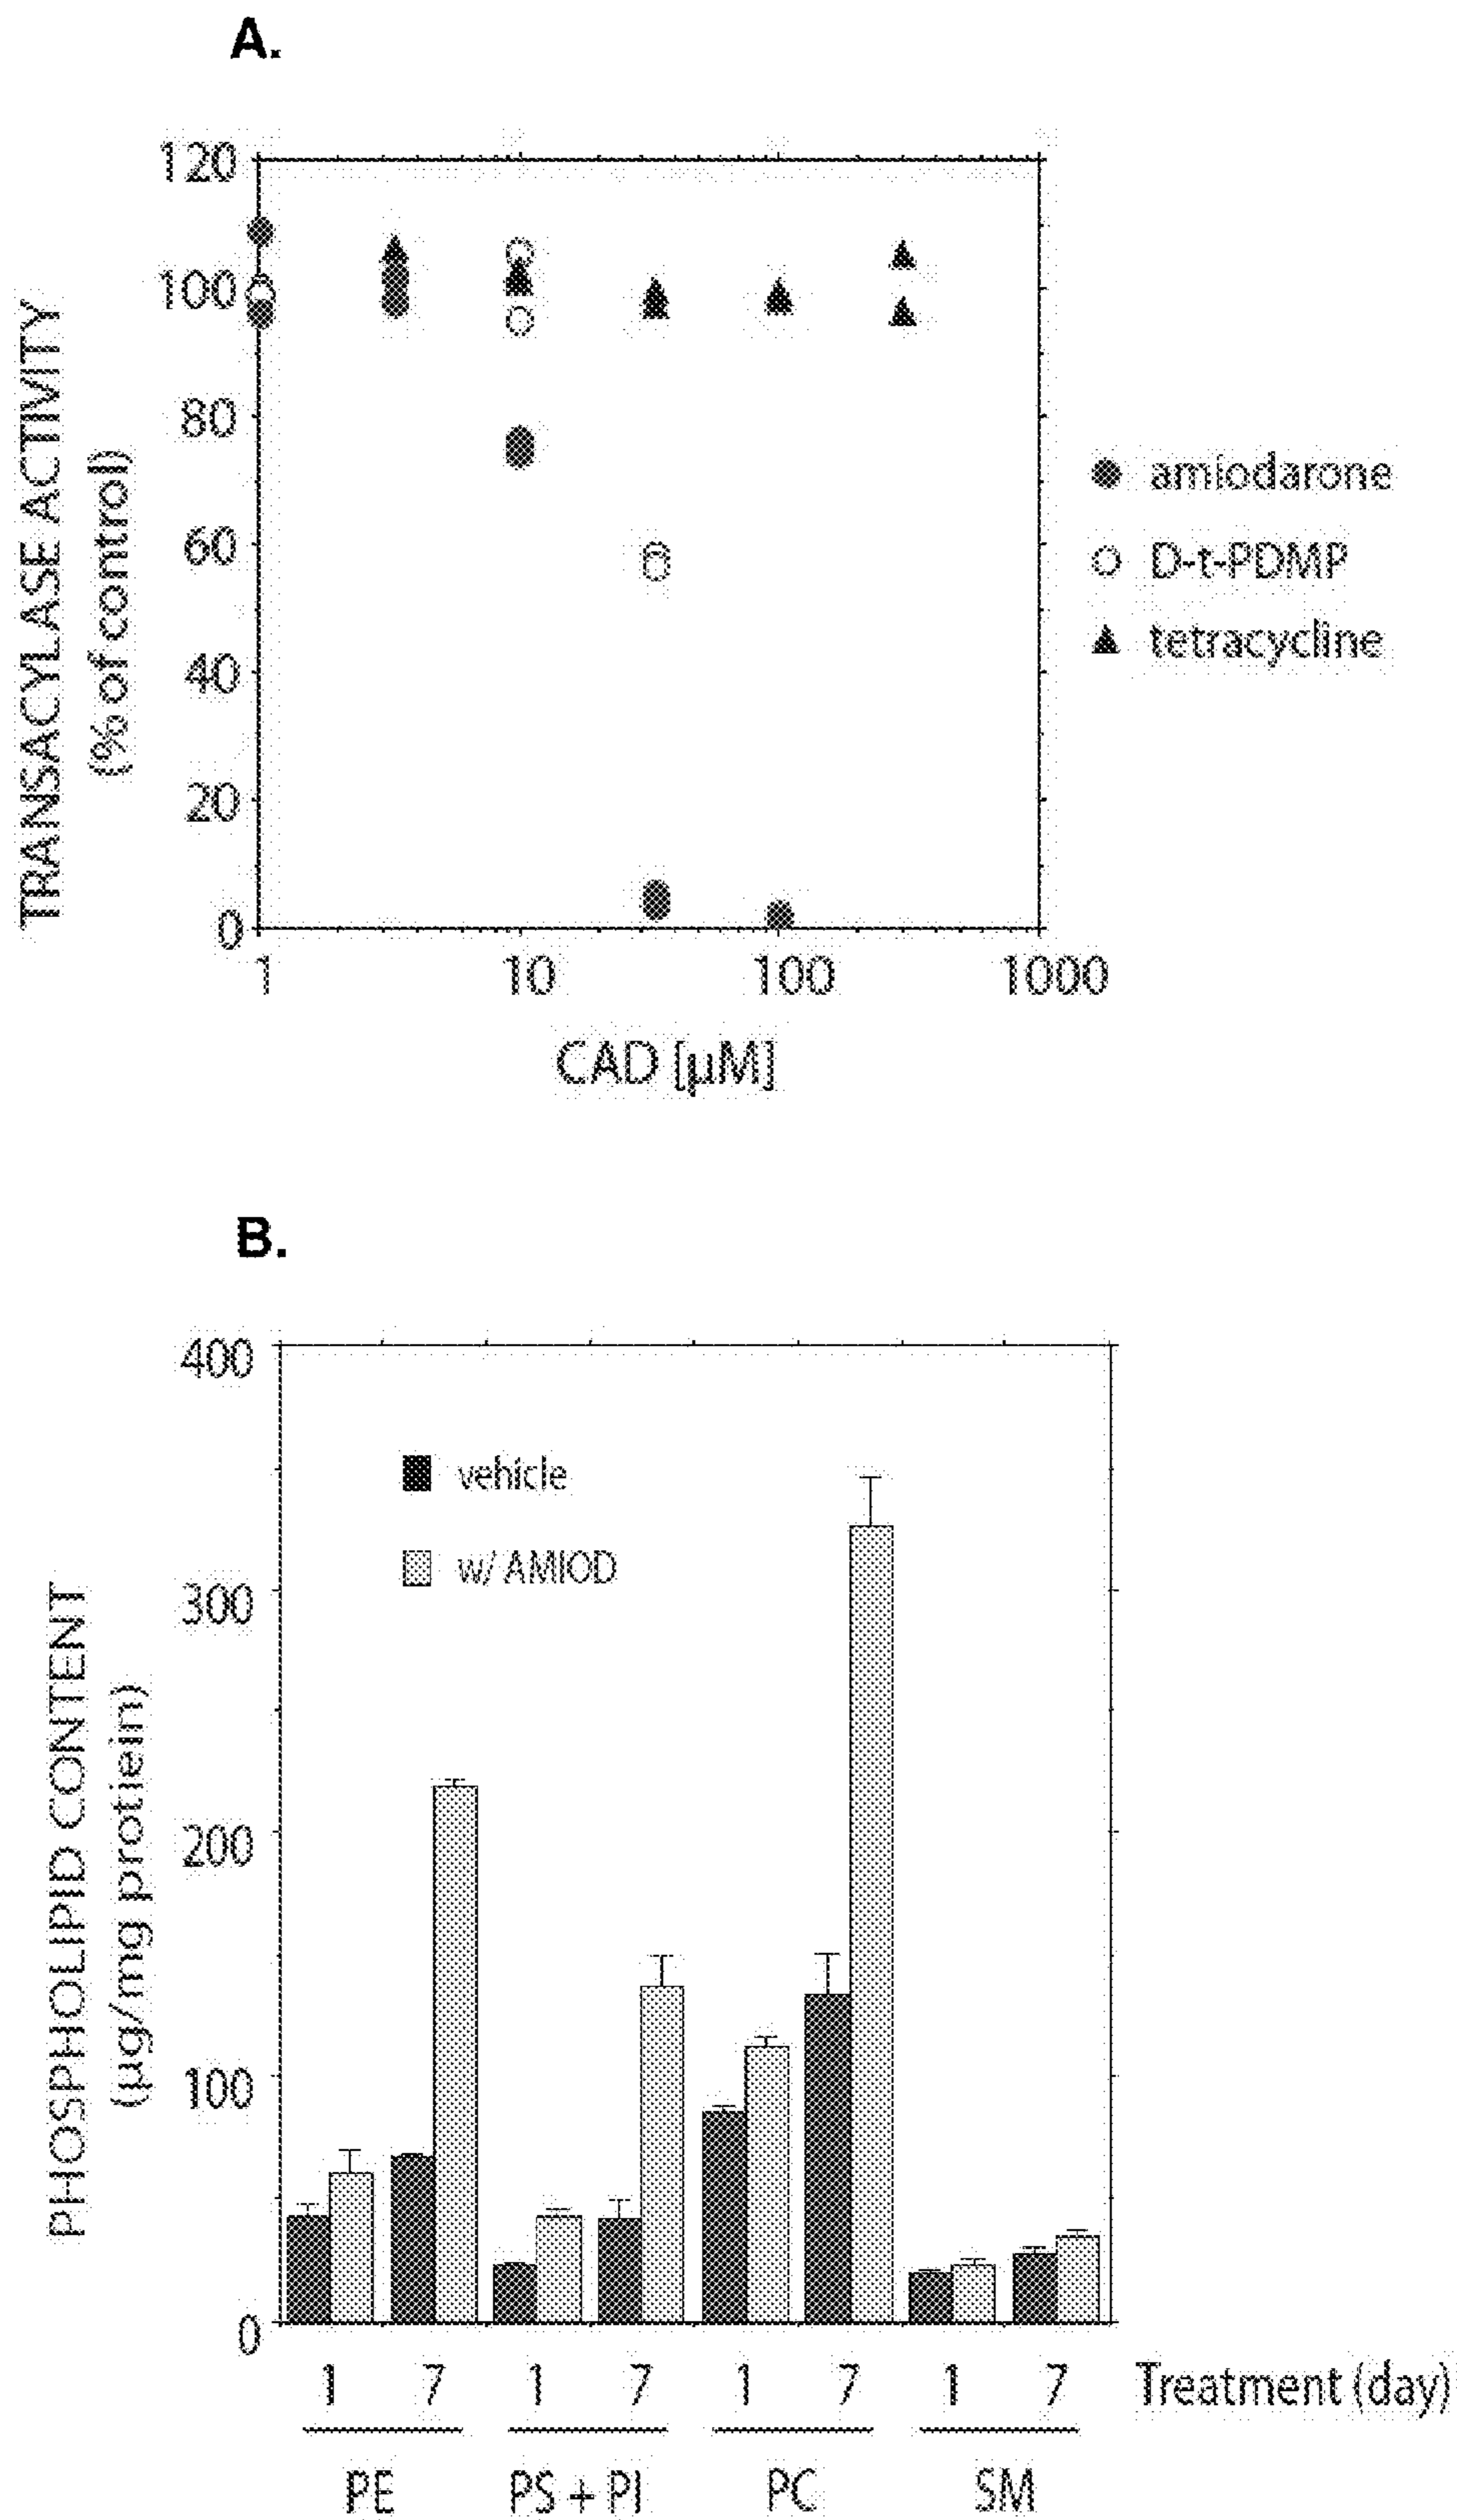 A.
120
100
80
60
40
20
0
TRANSACYLASE ACTIVITY
(% of control)
1 10 100 1000
CAD [µM]
amiodarone
D-t-PDMP
tetracycline
B.
400
300
200
100
0
PHOSPHOLIPID CONTENT
(µg/mg protiein)
vehicle
w/ AMIOD
1 7 1 7 1 7 1 7 Treatment (day)
PE PS + PI PC SM